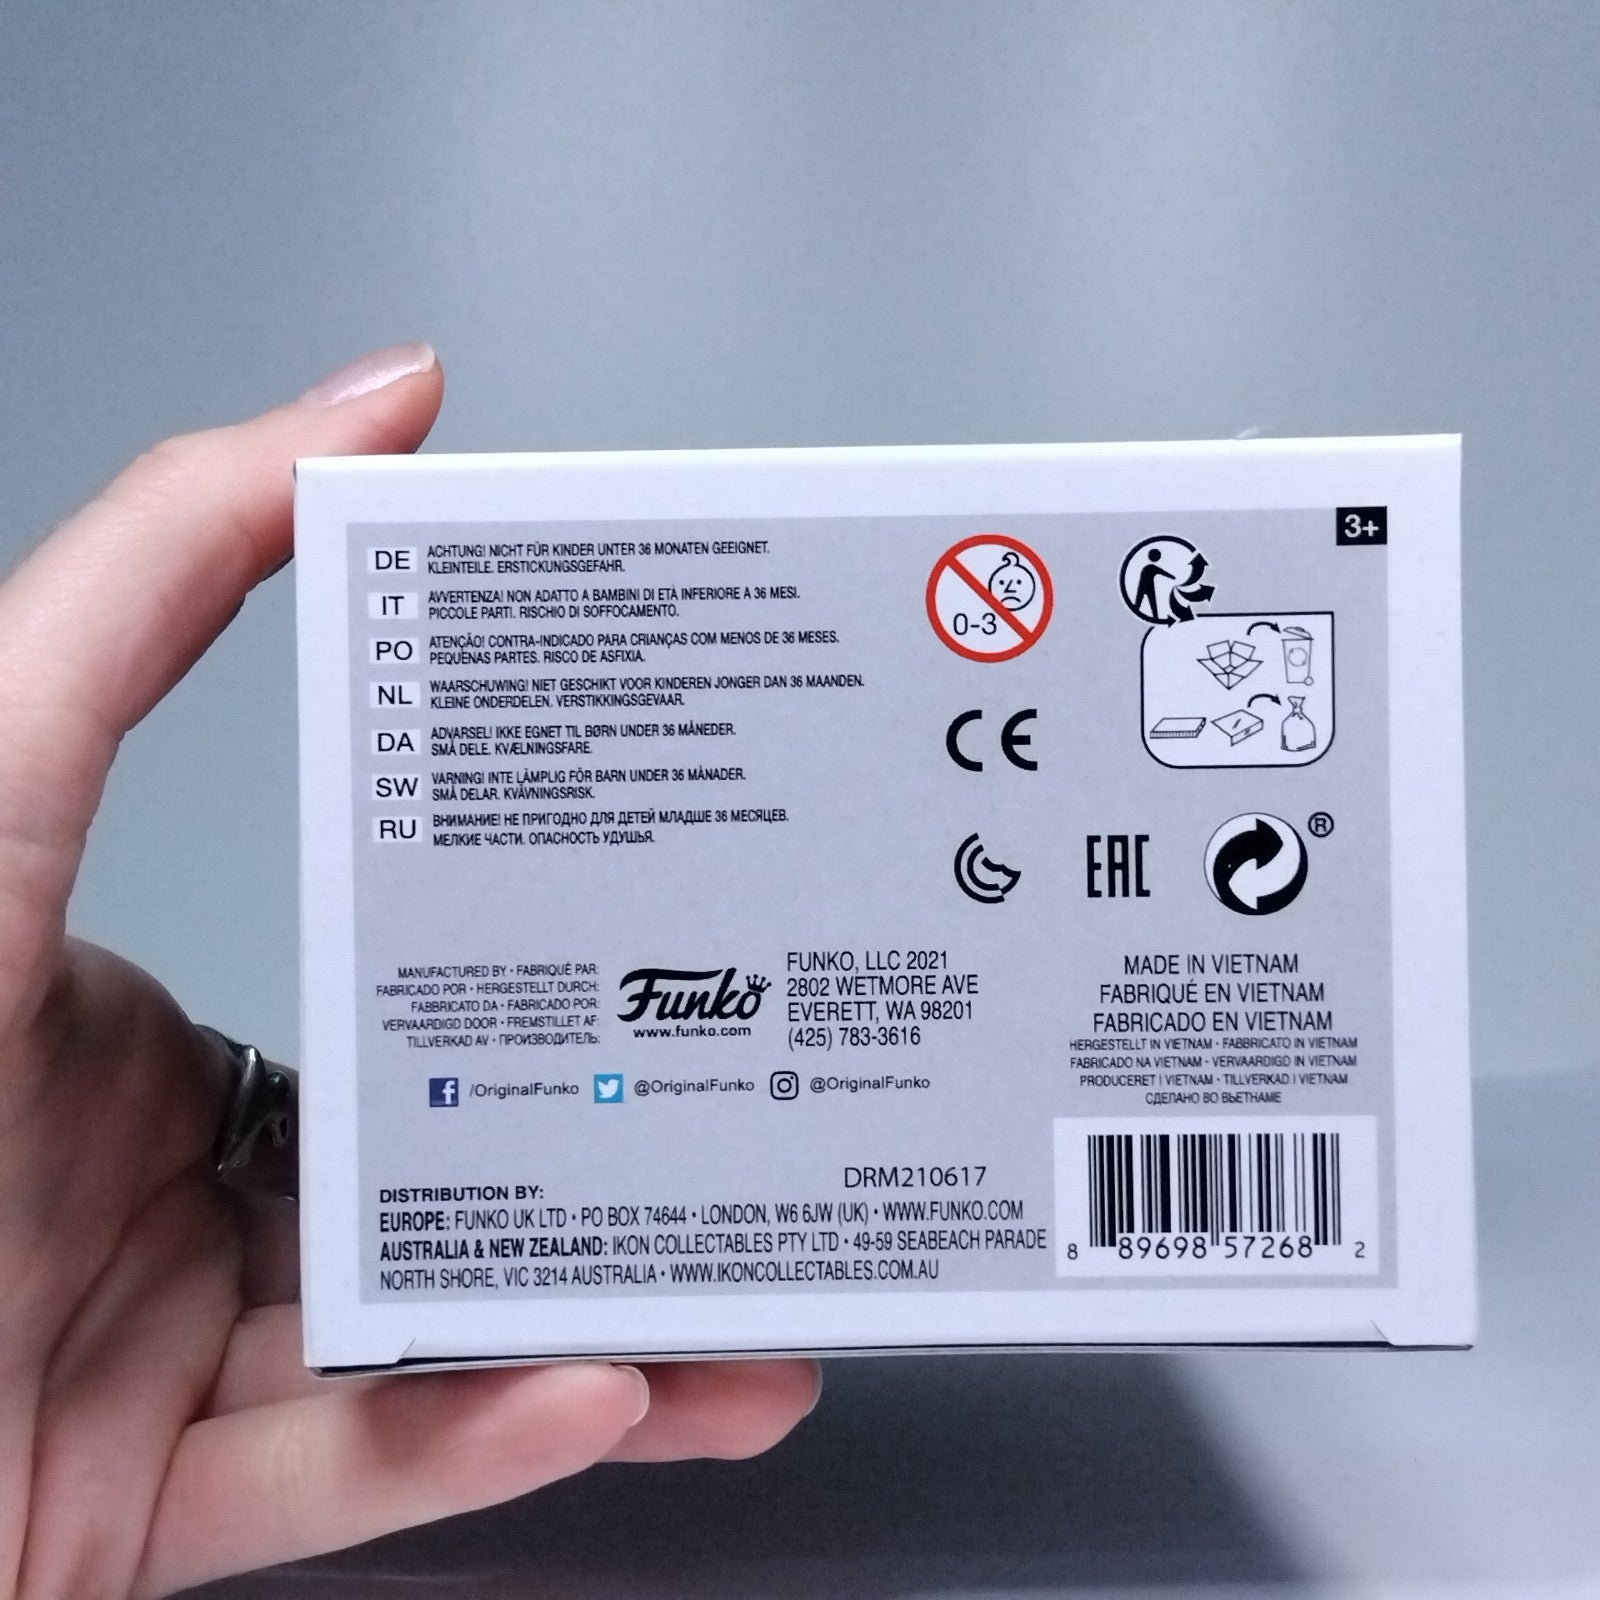 3+
DE
ACHTUNG! NICHT FÜR KINDER UNTER 36 MONATEN GEEIGNET.
KLEINTEILE. ERSTICKUNGSGEFAHR.
IT
AVVERTENZA! NON ADATTO A BAMBINI DI ETÀ INFERIORE A 36 MESI.
PICCOLE PARTI. RISCHIO DI SOFFOCAMENTO.
PO
ATENÇÃO! CONTRA-INDICADO PARA CRIANÇAS COM MENOS DE 36 MESES.
PEQUENAS PARTES. RISCO DE ASFIXIA.
NL
WAARSCHUWING! NIET GESCHIKT VOOR KINDEREN JONGER DAN 36 MAANDEN.
KLEINE ONDERDELEN. VERSTIKKINGSGEVAAR.
DA
ADVARSEL! IKKE EGNET TIL BØRN UNDER 36 MÅNEDER.
SMÅ DELE. KVÆLNINGSFARE.
SW
VARNING! INTE LÄMPLIG FÖR BARN UNDER 36 MÅNADER.
SMÅ DELAR. KVÄVNINGSRISK.
RU
ВНИМАНИЕ! НЕ ПРИГОДНО ДЛЯ ДЕТЕЙ МЛАДШЕ 36 МЕСЯЦЕВ.
МЕЛКИЕ ЧАСТИ. ОПАСНОСТЬ УДУШЬЯ.
0-3
CE
EAC
®
MANUFACTURED BY • FABRIQUÉ PAR:
FABRICADO POR • HERGESTELLT DURCH:
FABBRICATO DA • FABRICADO POR:
VERVAARDIGD DOOR • FREMSTILLET AF:
TILLVERKAD AV • ПРОИЗВОДИТЕЛЬ:
Funko
www.funko.com
FUNKO, LLC 2021
2802 WETMORE AVE
EVERETT, WA 98201
(425) 783-3616
MADE IN VIETNAM
FABRIQUÉ EN VIETNAM
FABRICADO EN VIETNAM
HERGESTELLT IN VIETNAM • FABBRICATO IN VIETNAM
FABRICADO NA VIETNAM • VERVAARDIGD IN VIETNAM
PRODUCERET I VIETNAM • TILLVERKAD I VIETNAM
СДЕЛАНО ВО ВЬЕТНАМЕ
f /OriginalFunko @OriginalFunko @OriginalFunko
DRM210617
DISTRIBUTION BY:
EUROPE: FUNKO UK LTD • PO BOX 74644 • LONDON, W6 6JW (UK) • WWW.FUNKO.COM
AUSTRALIA & NEW ZEALAND: IKON COLLECTABLES PTY LTD • 49-59 SEABEACH PARADE
NORTH SHORE, VIC 3214 AUSTRALIA • WWW.IKONCOLLECTABLES.COM.AU
8 89698 57268 2